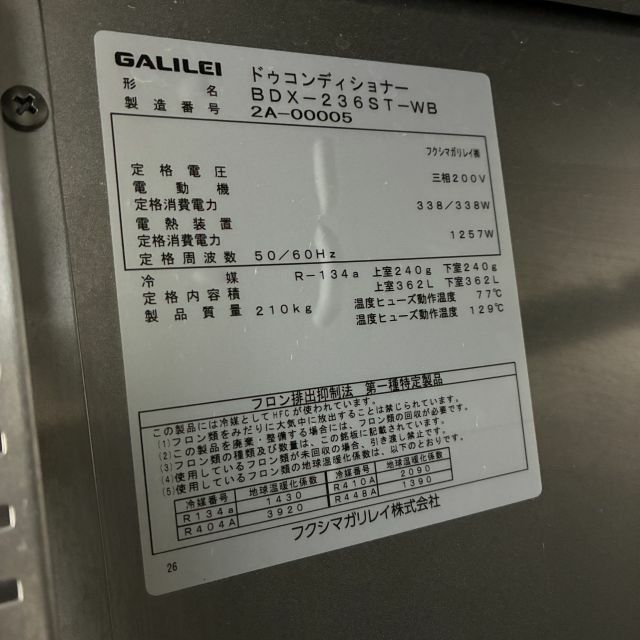 GALILEI ドゥコンディショナー
形名 BDX-236ST-WB
製造番号 2A-00005
フクシマガリレイ㈱
定格電圧 三相200V
電動機
定格消費電力 338/338W
電熱装置
定格消費電力 1257W
定格周波数 50/60Hz
冷媒 R-134a 上室240g 下室240g
定格内容積 上室362L 下室362L
製品質量 210kg 温度ヒューズ動作温度 77℃
温度ヒューズ動作温度 129℃
フロン排出抑制法 第一種特定製品
この製品には冷媒としてHFCが使われています。
(1)フロン類をみだりに大気中に放出することは禁じられています。
(2)この製品を廃棄・整備する場合には、フロン類の回収が必要です。
(3)フロン類の種類及び数量は、この銘板に記載されています。
(4)使用しているフロン類が未回収の場合、引き渡し禁止です。
(5)使用しているフロン類の地球温暖化係数は、以下のとおりです。
冷媒番号 地球温暖化係数 冷媒番号 地球温暖化係数
R134a 1430 R410A 2090
R404A 3920 R448A 1390
フクシマガリレイ株式会社
26